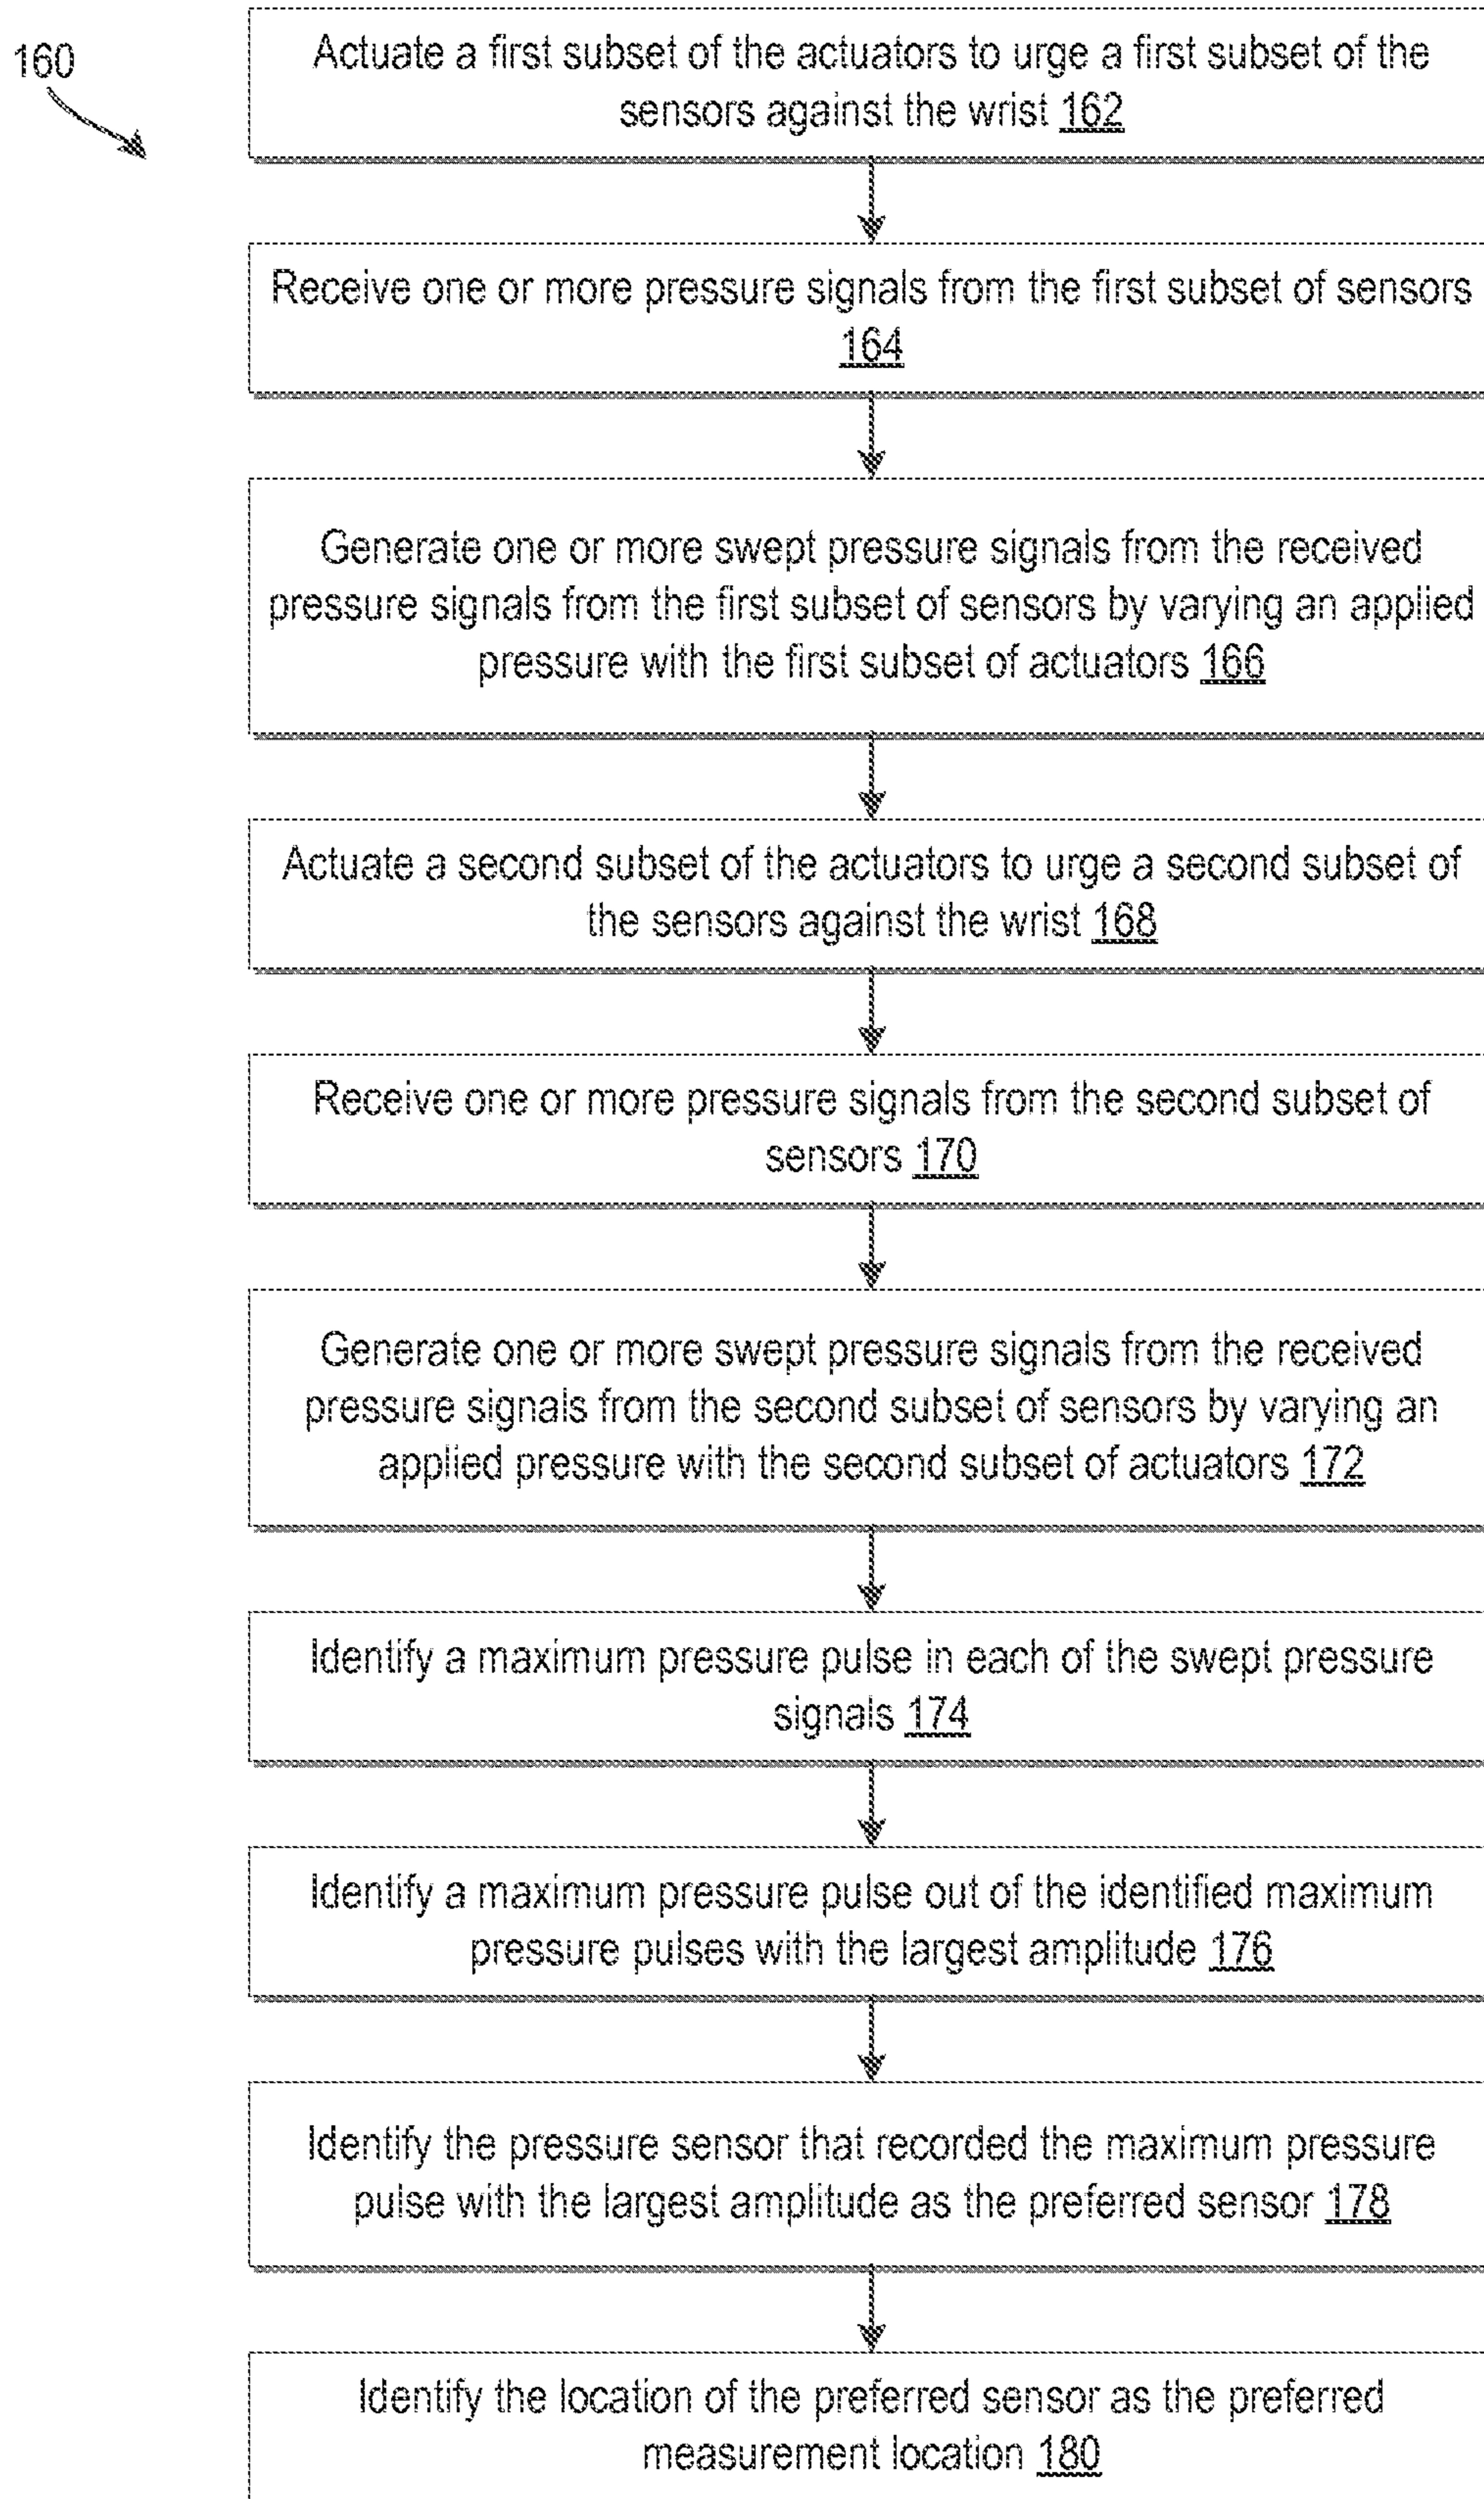 160
Actuate a first subset of the actuators to urge a first subset of the
sensors against the wrist 162
Receive one or more pressure signals from the first subset of sensors
164
Generate one or more swept pressure signals from the received
pressure signals from the first subset of sensors by varying an applied
pressure with the first subset of actuators 166
Actuate a second subset of the actuators to urge a second subset of
the sensors against the wrist 168
Receive one or more pressure signals from the second subset of
sensors 170
Generate one or more swept pressure signals from the received
pressure signals from the second subset of sensors by varying an
applied pressure with the second subset of actuators 172
Identify a maximum pressure pulse in each of the swept pressure
signals 174
Identify a maximum pressure pulse out of the identified maximum
pressure pulses with the largest amplitude 176
Identify the pressure sensor that recorded the maximum pressure
pulse with the largest amplitude as the preferred sensor 178
Identify the location of the preferred sensor as the preferred
measurement location 180